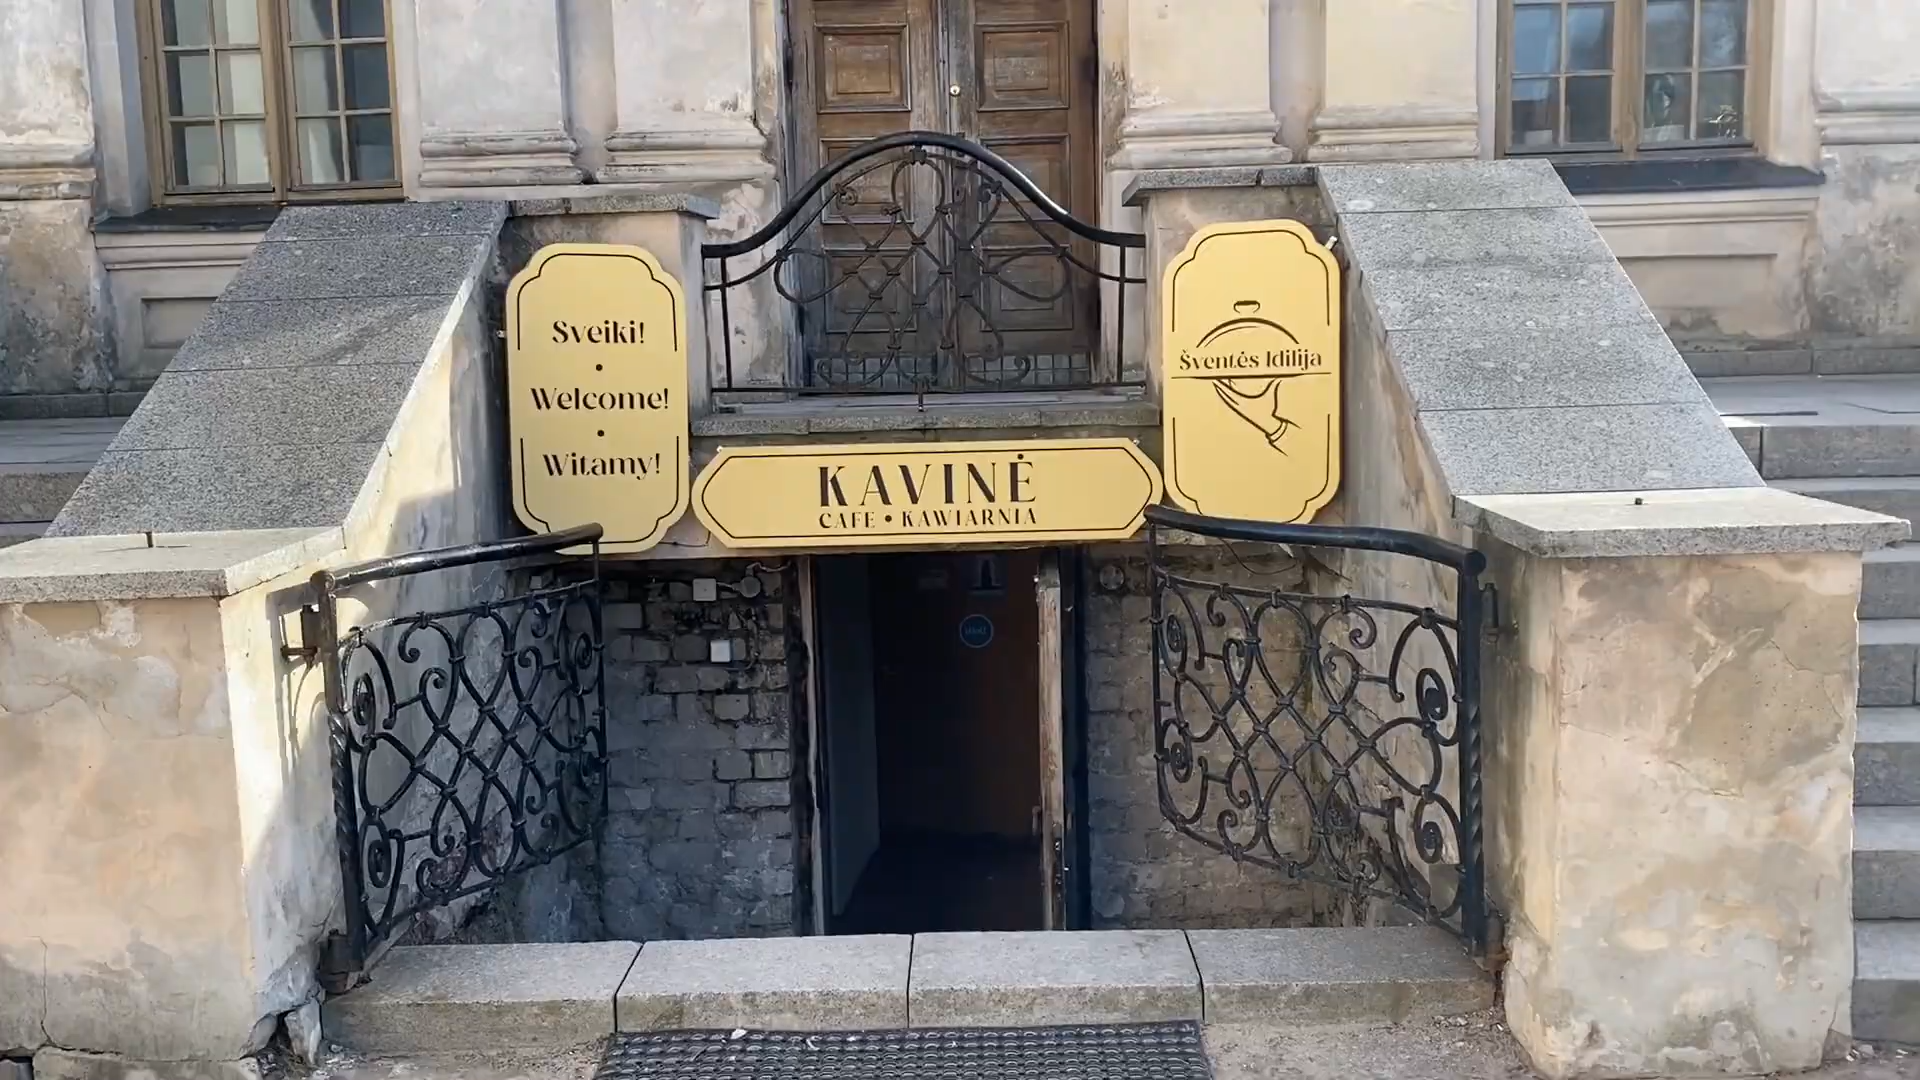 Sveiki!
•
Welcome!
•
Witamy!
Šventės Idilija
KAVINĖ
CAFE • KAWIARNIA